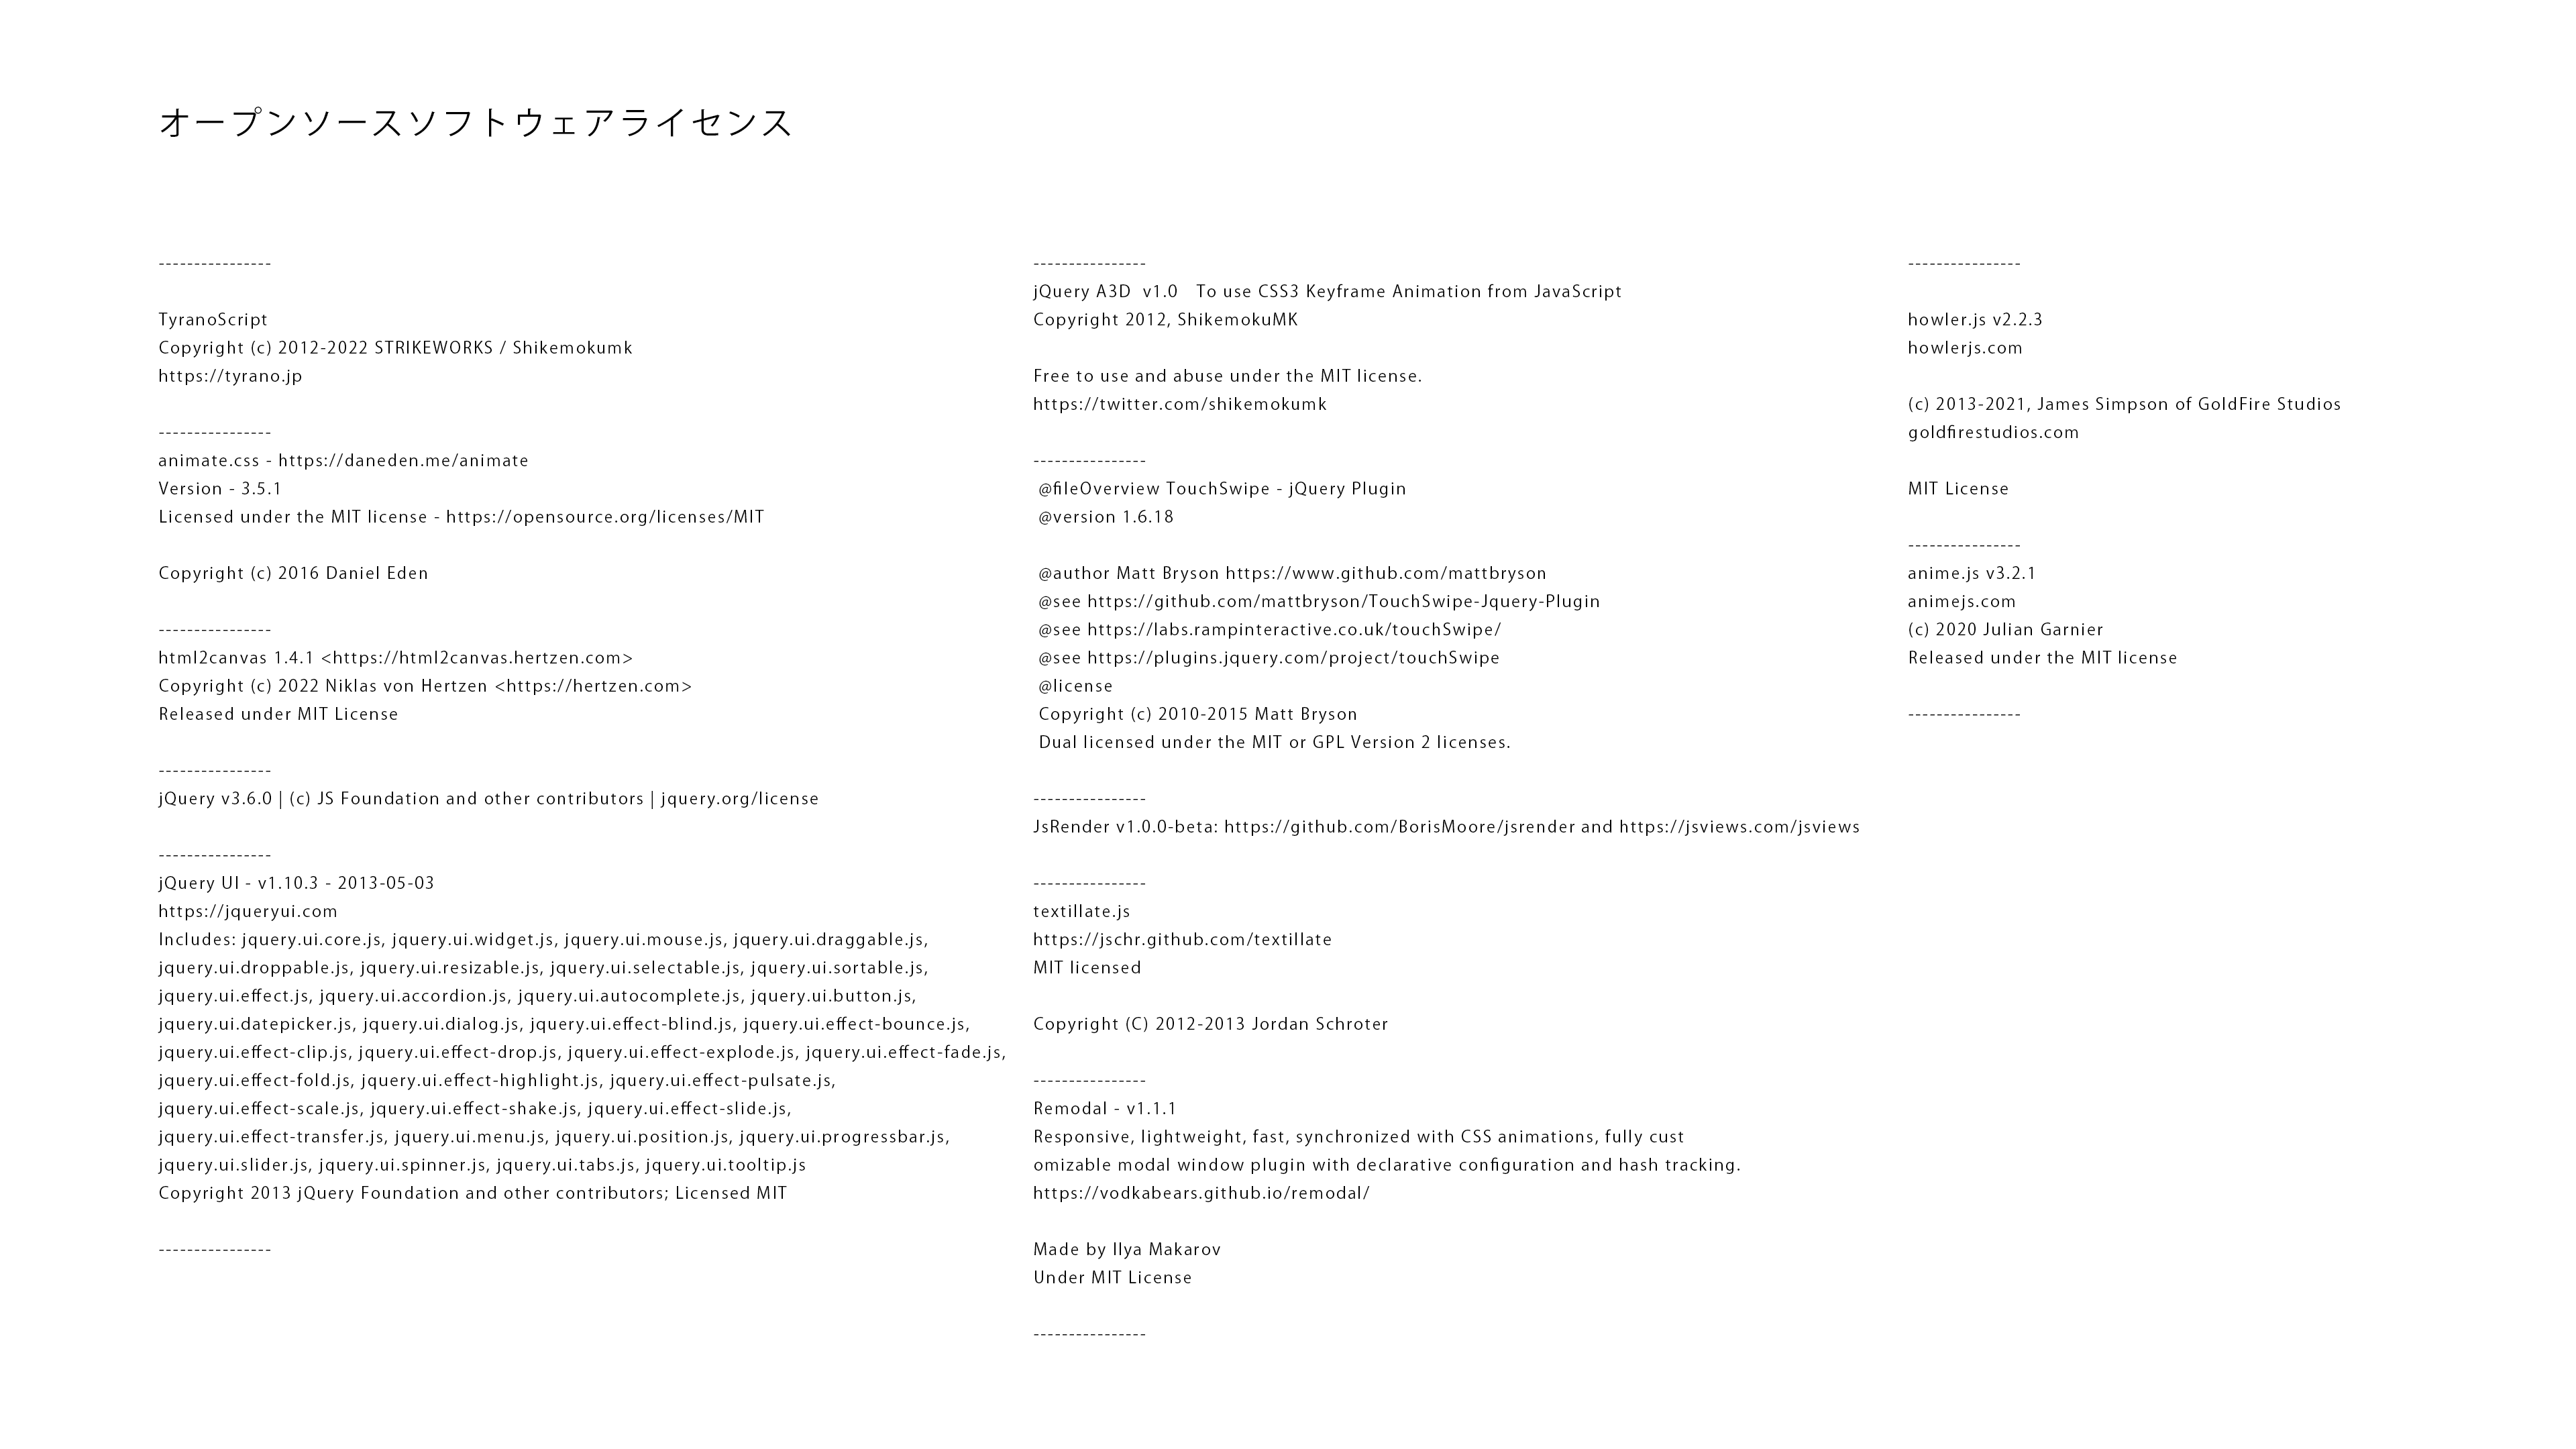 オープンソースソフトウェアライセンス
----------------
TyranoScript
Copyright (c) 2012-2022 STRIKEWORKS / Shikemokumk
https://tyrano.jp
----------------
animate.css - https://daneden.me/animate
Version - 3.5.1
Licensed under the MIT license - https://opensource.org/licenses/MIT
Copyright (c) 2016 Daniel Eden
----------------
html2canvas 1.4.1 <https://html2canvas.hertzen.com>
Copyright (c) 2022 Niklas von Hertzen <https://hertzen.com>
Released under MIT License
----------------
jQuery v3.6.0 | (c) JS Foundation and other contributors | jquery.org/license
----------------
jQuery UI - v1.10.3 - 2013-05-03
https://jqueryui.com
Includes: jquery.ui.core.js, jquery.ui.widget.js, jquery.ui.mouse.js, jquery.ui.draggable.js,
jquery.ui.droppable.js, jquery.ui.resizable.js, jquery.ui.selectable.js, jquery.ui.sortable.js,
jquery.ui.effect.js, jquery.ui.accordion.js, jquery.ui.autocomplete.js, jquery.ui.button.js,
jquery.ui.datepicker.js, jquery.ui.dialog.js, jquery.ui.effect-blind.js, jquery.ui.effect-bounce.js,
jquery.ui.effect-clip.js, jquery.ui.effect-drop.js, jquery.ui.effect-explode.js, jquery.ui.effect-fade.js,
jquery.ui.effect-fold.js, jquery.ui.effect-highlight.js, jquery.ui.effect-pulsate.js,
jquery.ui.effect-scale.js, jquery.ui.effect-shake.js, jquery.ui.effect-slide.js,
jquery.ui.effect-transfer.js, jquery.ui.menu.js, jquery.ui.position.js, jquery.ui.progressbar.js,
jquery.ui.slider.js, jquery.ui.spinner.js, jquery.ui.tabs.js, jquery.ui.tooltip.js
Copyright 2013 jQuery Foundation and other contributors; Licensed MIT
----------------
----------------
jQuery A3D  v1.0   To use CSS3 Keyframe Animation from JavaScript
Copyright 2012, ShikemokuMK
Free to use and abuse under the MIT license.
https://twitter.com/shikemokumk
----------------
@fileOverview TouchSwipe - jQuery Plugin
@version 1.6.18
@author Matt Bryson https://www.github.com/mattbryson
@see https://github.com/mattbryson/TouchSwipe-Jquery-Plugin
@see https://labs.rampinteractive.co.uk/touchSwipe/
@see https://plugins.jquery.com/project/touchSwipe
@license
Copyright (c) 2010-2015 Matt Bryson
Dual licensed under the MIT or GPL Version 2 licenses.
----------------
JsRender v1.0.0-beta: https://github.com/BorisMoore/jsrender and https://jsviews.com/jsviews
----------------
textillate.js
https://jschr.github.com/textillate
MIT licensed
Copyright (C) 2012-2013 Jordan Schroter
----------------
Remodal - v1.1.1
Responsive, lightweight, fast, synchronized with CSS animations, fully cust
omizable modal window plugin with declarative configuration and hash tracking.
https://vodkabears.github.io/remodal/
Made by Ilya Makarov
Under MIT License
----------------
----------------
howler.js v2.2.3
howlerjs.com
(c) 2013-2021, James Simpson of GoldFire Studios
goldfirestudios.com
MIT License
----------------
anime.js v3.2.1
animejs.com
(c) 2020 Julian Garnier
Released under the MIT license
----------------